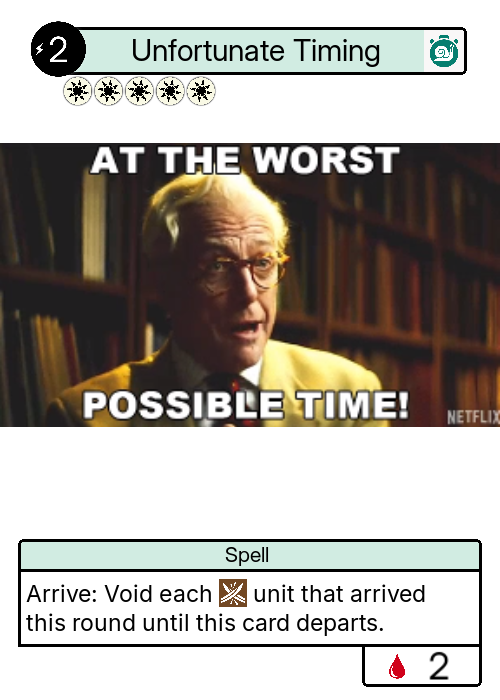 2
Unfortunate Timing
AT THE WORST
POSSIBLE TIME!
NETFLIX
Spell
Arrive: Void each unit that arrived
this round until this card departs.
2